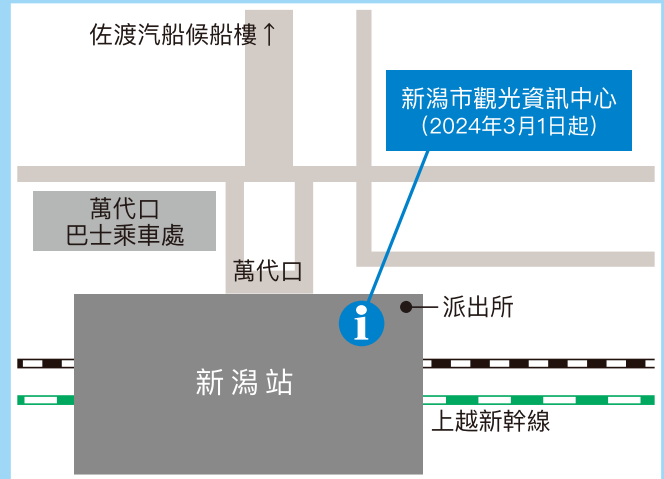 佐渡汽船候船樓↑
新潟市觀光資訊中心
（2024年3月1日起）
萬代口
巴士乘車處
萬代口
i
派出所
新潟站
上越新幹線